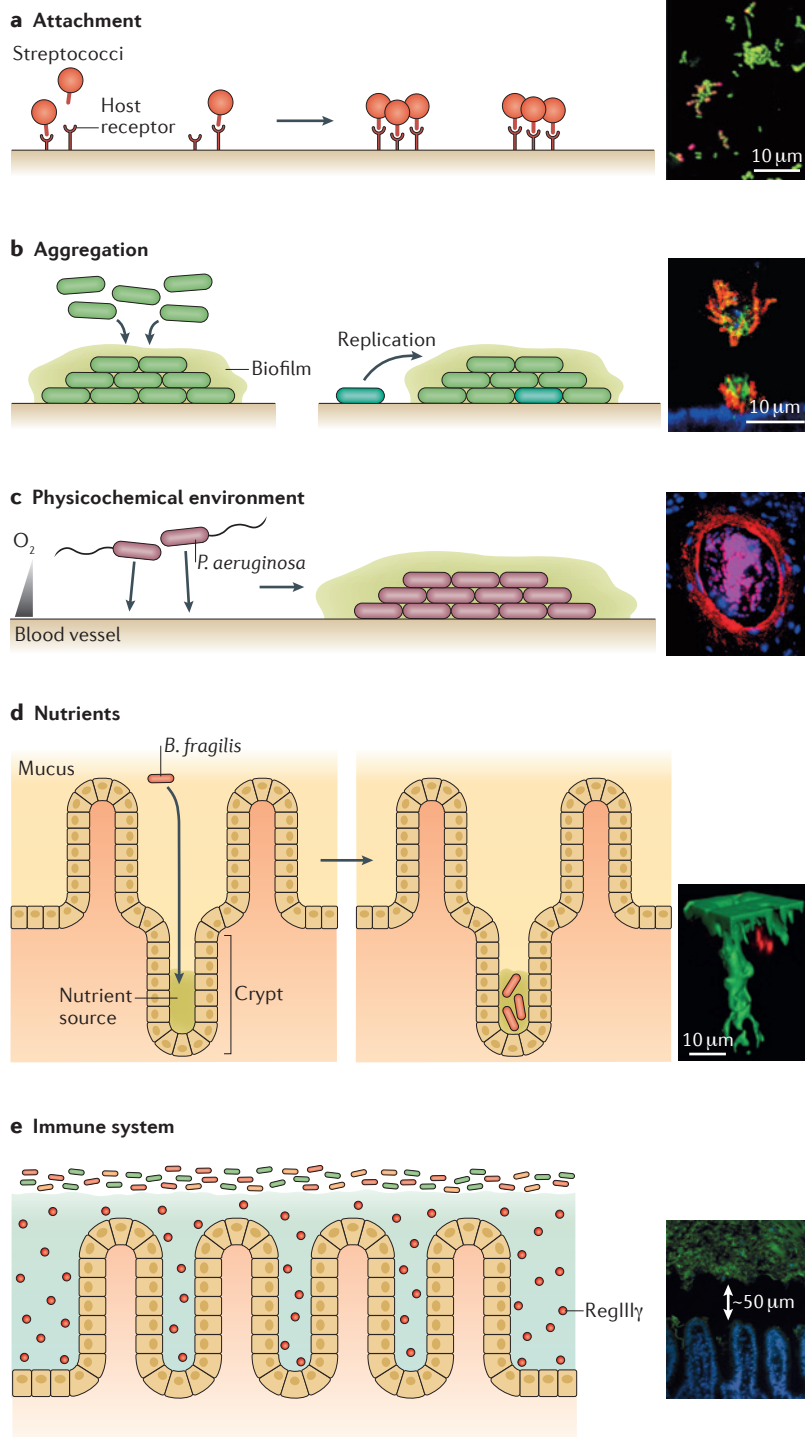 a Attachment
Streptococci
Host
receptor
10 μm
b Aggregation
Biofilm
Replication
10 μm
c Physicochemical environment
O₂
P. aeruginosa
Blood vessel
d Nutrients
B. fragilis
Mucus
Nutrient
source
Crypt
10 μm
e Immune system
RegIIIγ
~50 μm